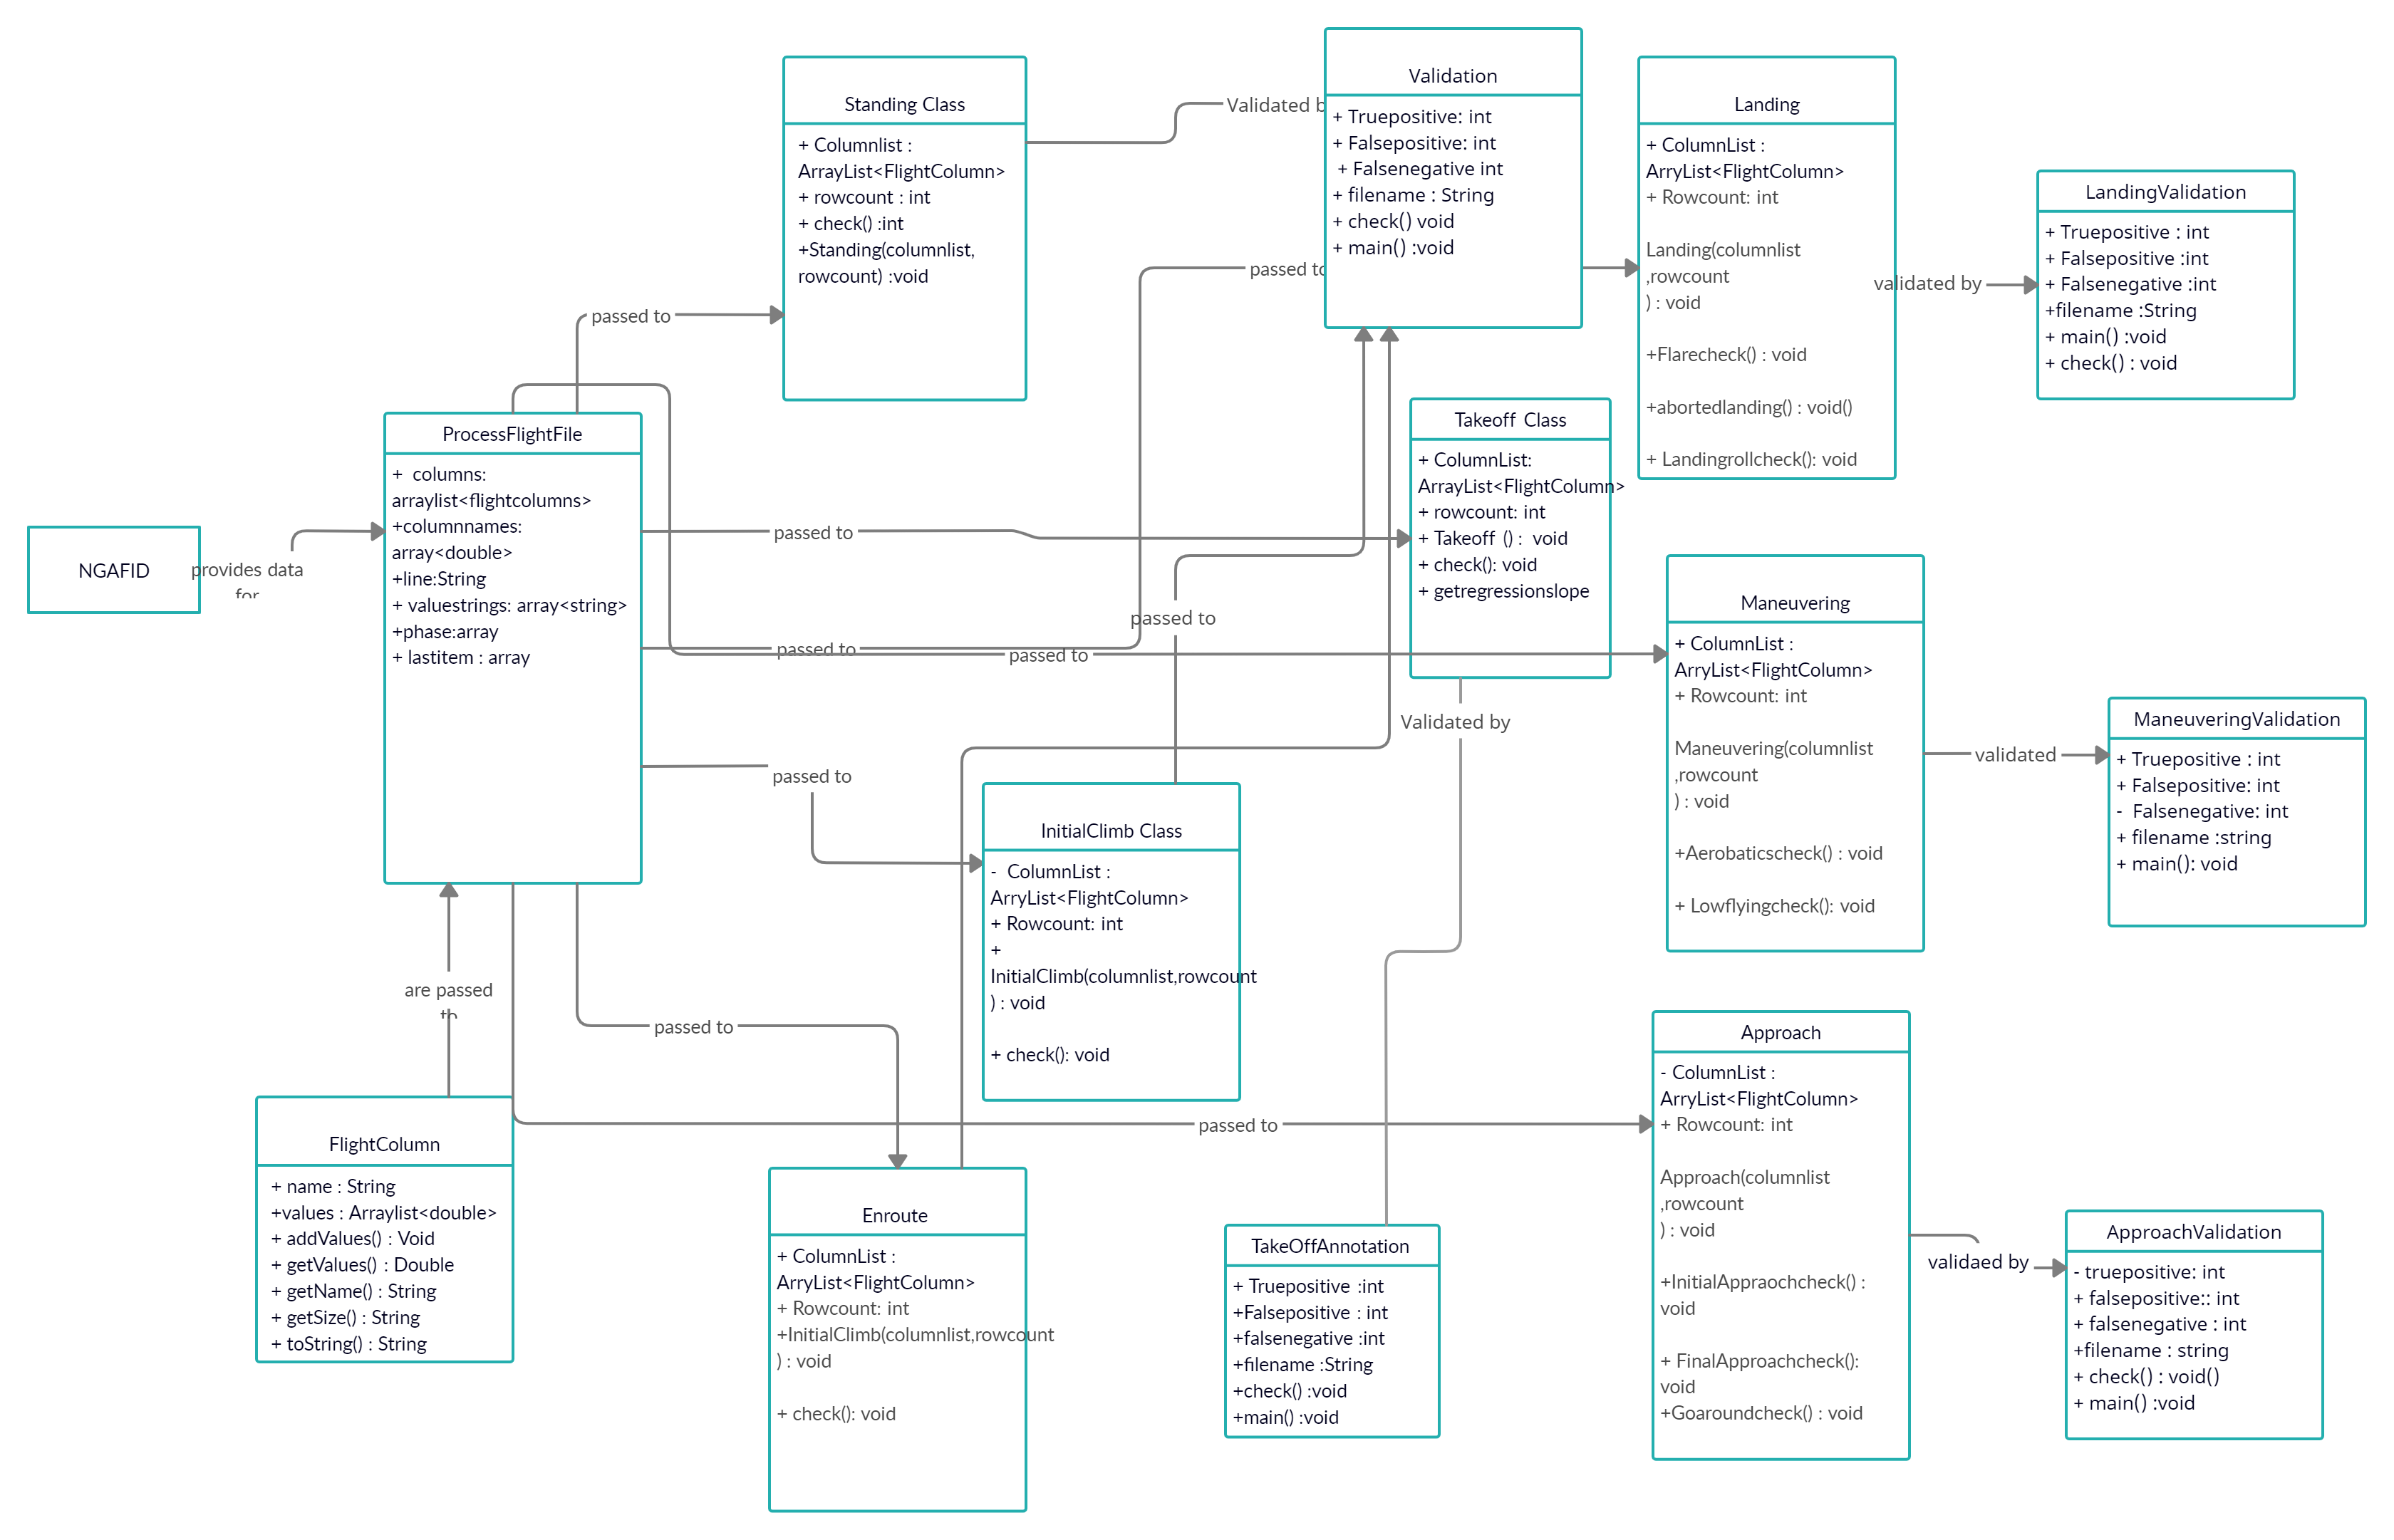 Standing Class
+ Columnlist :
ArrayList<FlightColumn>
+ rowcount : int
+ check() :int
+Standing(columnlist,
rowcount) :void
Validated b
Validation
+ Truepositive: int
+ Falsepositive: int
+ Falsenegative int
+ filename : String
+ check() void
+ main() :void
Landing
+ ColumnList :
ArryList<FlightColumn>
+ Rowcount: int
Landing(columnlist
,rowcount
) : void
+Flarecheck() : void
+abortedlanding() : void()
+ Landingrollcheck(): void
validated by
LandingValidation
+ Truepositive : int
+ Falsepositive :int
+ Falsenegative :int
+filename :String
+ main() :void
+ check() : void
passed to
passed to
ProcessFlightFile
+ columns:
arraylist<flightcolumns>
+columnnames:
array<double>
+line:String
+ valuestrings: array<string>
+phase:array
+ lastitem : array
NGAFID
provides data
for
passed to
Takeoff Class
+ ColumnList:
ArrayList<FlightColumn>
+ rowcount: int
+ Takeoff () : void
+ check(): void
+ getregressionslope
passed to
passed to
passed to
Validated by
Maneuvering
+ ColumnList :
ArryList<FlightColumn>
+ Rowcount: int
Maneuvering(columnlist
,rowcount
) : void
+Aerobaticscheck() : void
+ Lowflyingcheck(): void
validated
ManeuveringValidation
+ Truepositive : int
+ Falsepositive: int
- Falsenegative: int
+ filename :string
+ main(): void
passed to
InitialClimb Class
- ColumnList :
ArryList<FlightColumn>
+ Rowcount: int
+
InitialClimb(columnlist,rowcount
) : void
+ check(): void
are passed
to
passed to
passed to
FlightColumn
+ name : String
+values : Arraylist<double>
+ addValues() : Void
+ getValues() : Double
+ getName() : String
+ getSize() : String
+ toString() : String
Enroute
+ ColumnList :
ArryList<FlightColumn>
+ Rowcount: int
+InitialClimb(columnlist,rowcount
) : void
+ check(): void
TakeOffAnnotation
+ Truepositive :int
+Falsepositive : int
+falsenegative :int
+filename :String
+check() :void
+main() :void
Approach
- ColumnList :
ArryList<FlightColumn>
+ Rowcount: int
Approach(columnlist
,rowcount
) : void
+InitialAppraochcheck() :
void
+ FinalApproachcheck():
void
+Goaroundcheck() : void
validaed by
ApproachValidation
- truepositive: int
+ falsepositive:: int
+ falsenegative : int
+filename : string
+ check() : void()
+ main() :void